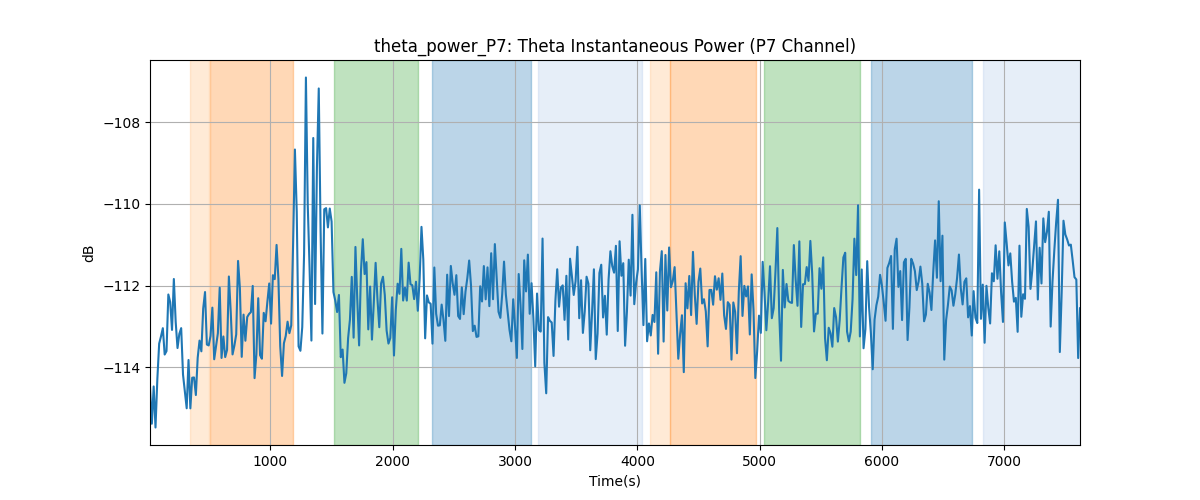 theta_power_P7: Theta Instantaneous Power (P7 Channel)
dB
−108
−110
−112
−114
1000 2000 3000 4000 5000 6000 7000
Time(s)